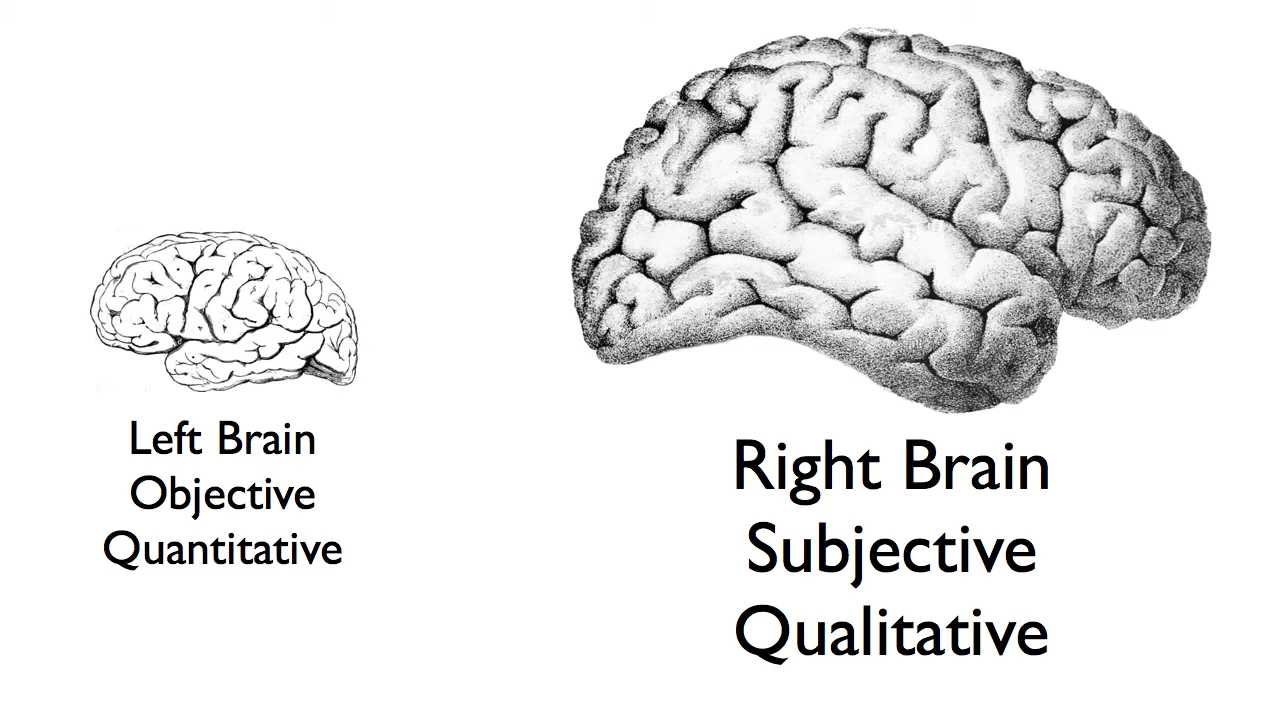 Left Brain
Objective
Quantitative
Right Brain
Subjective
Qualitative